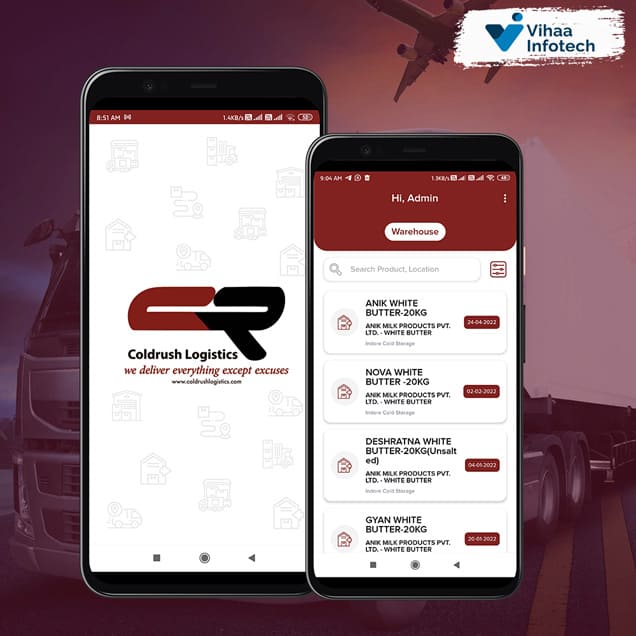 Vihaa
Infotech
8:51 AM
1.4KB/s
Coldrush Logistics
we deliver everything except excuses
www.coldrushlogistics.com
9:04 AM
1.3KB/s
48
Hi, Admin
Warehouse
Search Product, Location
ANIK WHITE
BUTTER-20KG
ANIK MILK PRODUCTS PVT.
LTD. - WHITE BUTTER
Indore Cold Storage
24-04-2022
NOVA WHITE
BUTTER -20KG
ANIK MILK PRODUCTS PVT.
LTD. - WHITE BUTTER
Indore Cold Storage
02-02-2022
DESHRATNA WHITE
BUTTER-20KG(Unsalt
ed)
ANIK MILK PRODUCTS PVT.
LTD. - WHITE BUTTER
Indore Cold Storage
04-01-2022
GYAN WHITE
BUTTER-20KG
ANIK MILK PRODUCTS PVT.
LTD. - WHITE BUTTER
20-01-2022